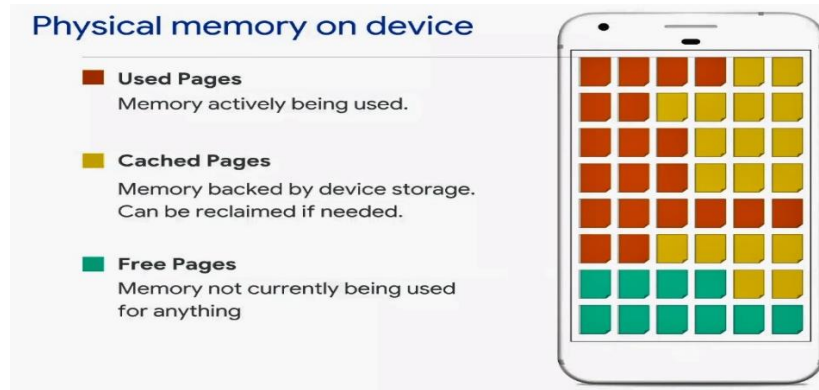 Physical memory on device
Used Pages
Memory actively being used.
Cached Pages
Memory backed by device storage.
Can be reclaimed if needed.
Free Pages
Memory not currently being used
for anything